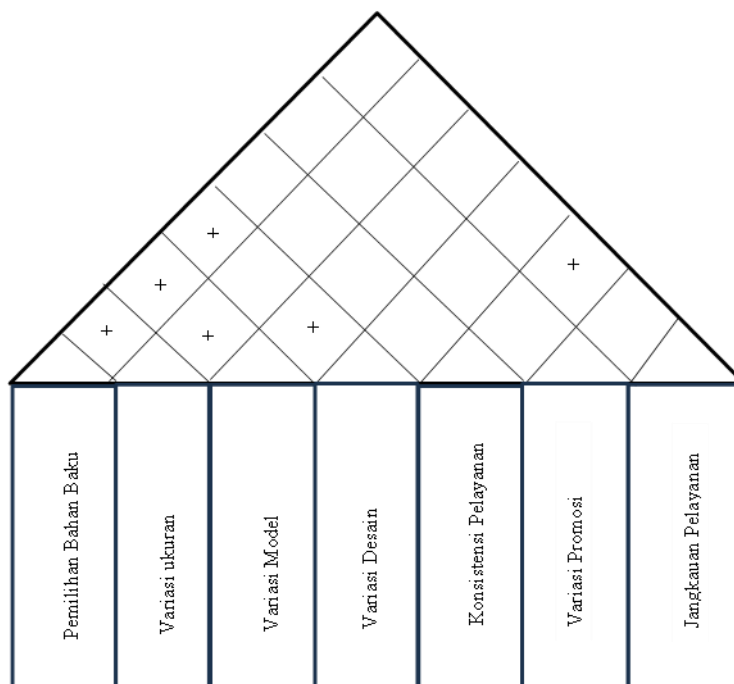 +
+
+
+
+
+
Pemilihan Bahan Baku
Variasi ukuran
Variasi Model
Variasi Desain
Konsistensi Pelayanan
Variasi Promosi
Jangkauan Pelayanan